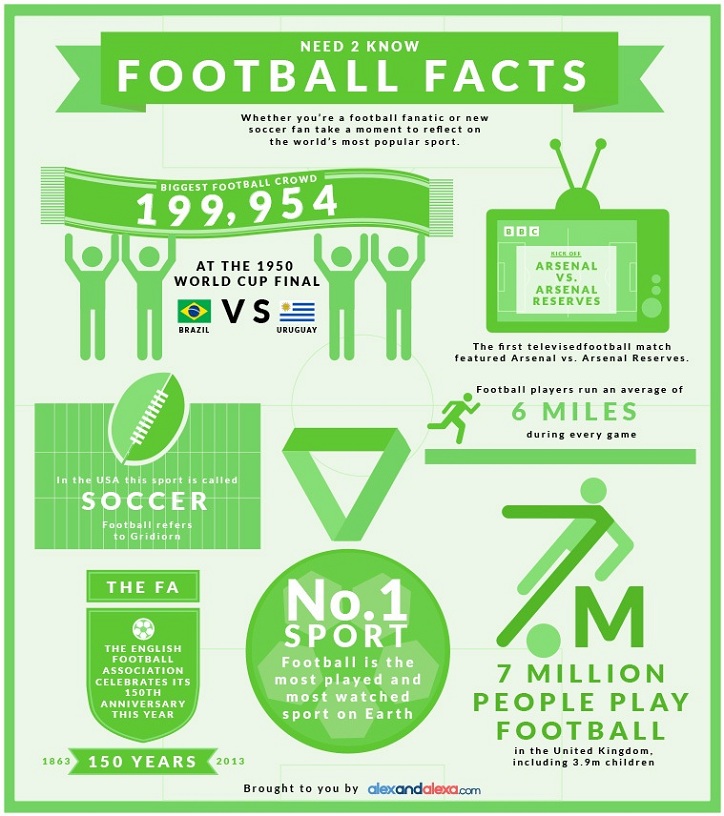 NEED 2 KNOW
FOOTBALL FACTS
Whether you're a football fanatic or new
soccer fan take a moment to reflect on
the world's most popular sport.
BIGGEST FOOTBALL CROWD
199,954
AT THE 1950
WORLD CUP FINAL
VS
BRAZIL
URUGUAY
BBC
KICK OFF
ARSENAL
VS.
ARSENAL
RESERVES
The first televisedfootball match
featured Arsenal vs. Arsenal Reserves.
Football players run an average of
6 MILES
during every game
In the USA this sport is called
SOCCER
Football refers
to Gridiorn
THE FA
THE ENGLISH
FOOTBALL
ASSOCIATION
CELEBRATES ITS
150TH
ANNIVERSARY
THIS YEAR
1863 150 YEARS 2013
No.1
SPORT
Football is the
most played and
most watched
sport on Earth
7M
7 MILLION
PEOPLE PLAY
FOOTBALL
in the United Kingdom,
including 3.9m children
Brought to you by alexandalexa.com